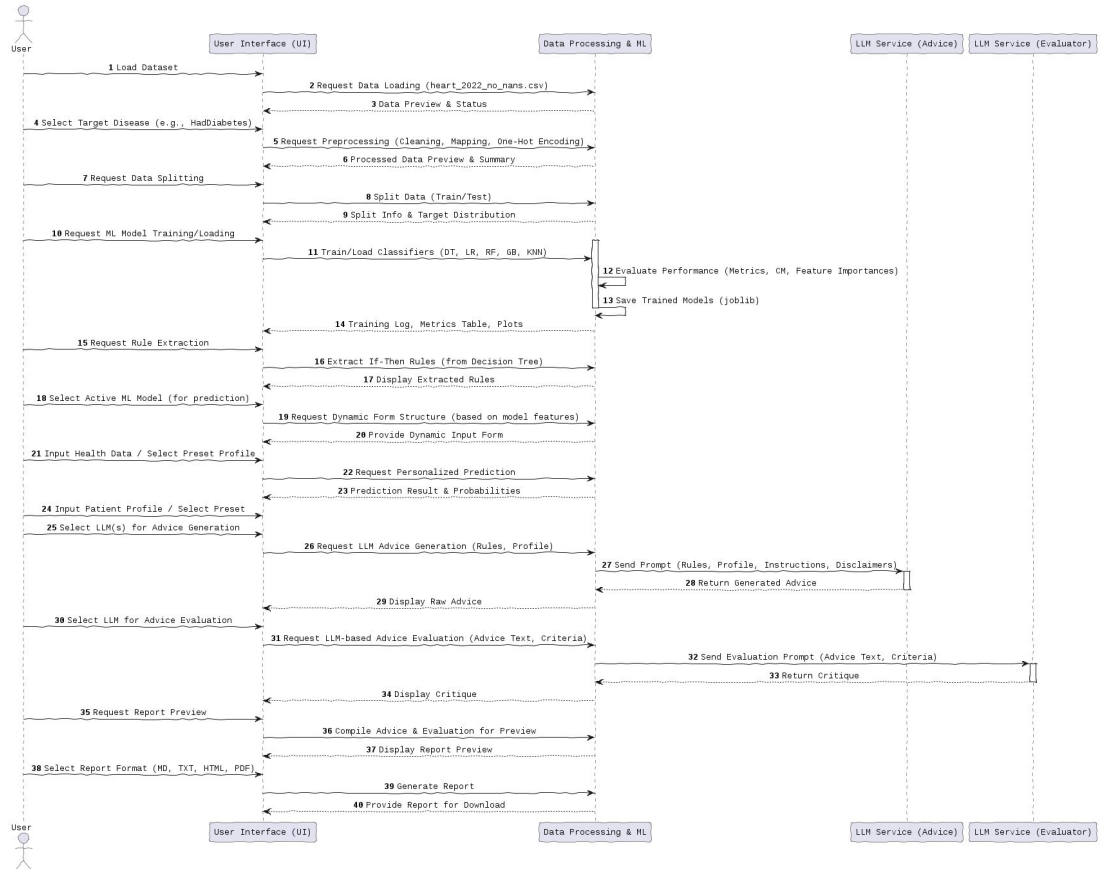 User
User Interface (UI)
Data Processing & ML
LLM Service (Advice)
LLM Service (Evaluator)
1 Load Dataset
2 Request Data Loading (heart_2022_no_nans.csv)
3 Data Preview & Status
4 Select Target Disease (e.g., HadDiabetes)
5 Request Preprocessing (Cleaning, Mapping, One-Hot Encoding)
6 Processed Data Preview & Summary
7 Request Data Splitting
8 Split Data (Train/Test)
9 Split Info & Target Distribution
10 Request ML Model Training/Loading
11 Train/Load Classifiers (DT, LR, RF, GB, KNN)
12 Evaluate Performance (Metrics, CM, Feature Importances)
13 Save Trained Models (joblib)
14 Training Log, Metrics Table, Plots
15 Request Rule Extraction
16 Extract If-Then Rules (from Decision Tree)
17 Display Extracted Rules
18 Select Active ML Model (for prediction)
19 Request Dynamic Form Structure (based on model features)
20 Provide Dynamic Input Form
21 Input Health Data / Select Preset Profile
22 Request Personalized Prediction
23 Prediction Result & Probabilities
24 Input Patient Profile / Select Preset
25 Select LLM(s) for Advice Generation
26 Request LLM Advice Generation (Rules, Profile)
27 Send Prompt (Rules, Profile, Instructions, Disclaimers)
28 Return Generated Advice
29 Display Raw Advice
30 Select LLM for Advice Evaluation
31 Request LLM-based Advice Evaluation (Advice Text, Criteria)
32 Send Evaluation Prompt (Advice Text, Criteria)
33 Return Critique
34 Display Critique
35 Request Report Preview
36 Compile Advice & Evaluation for Preview
37 Display Report Preview
38 Select Report Format (MD, TXT, HTML, PDF)
39 Generate Report
40 Provide Report for Download
User
User Interface (UI)
Data Processing & ML
LLM Service (Advice)
LLM Service (Evaluator)